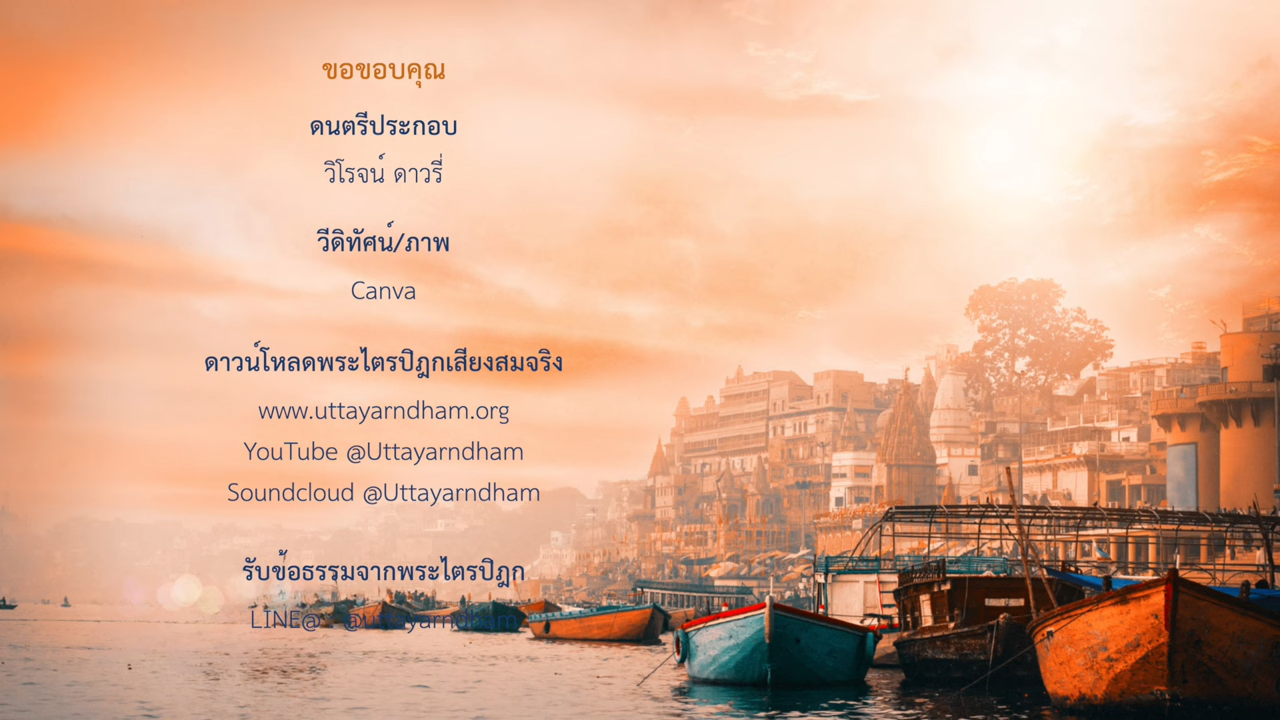 ขอขอบคุณ
ดนตรีประกอบ
วิโรจน์ ดาวรี่
วีดิทัศน์/ภาพ
Canva
ดาวน์โหลดพระไตรปิฎกเสียงสมจริง
www.uttayarndham.org
YouTube @Uttayarndham
Soundcloud @Uttayarndham
รับข้อธรรมจากพระไตรปิฎก
LINE@ : @uttayarndham